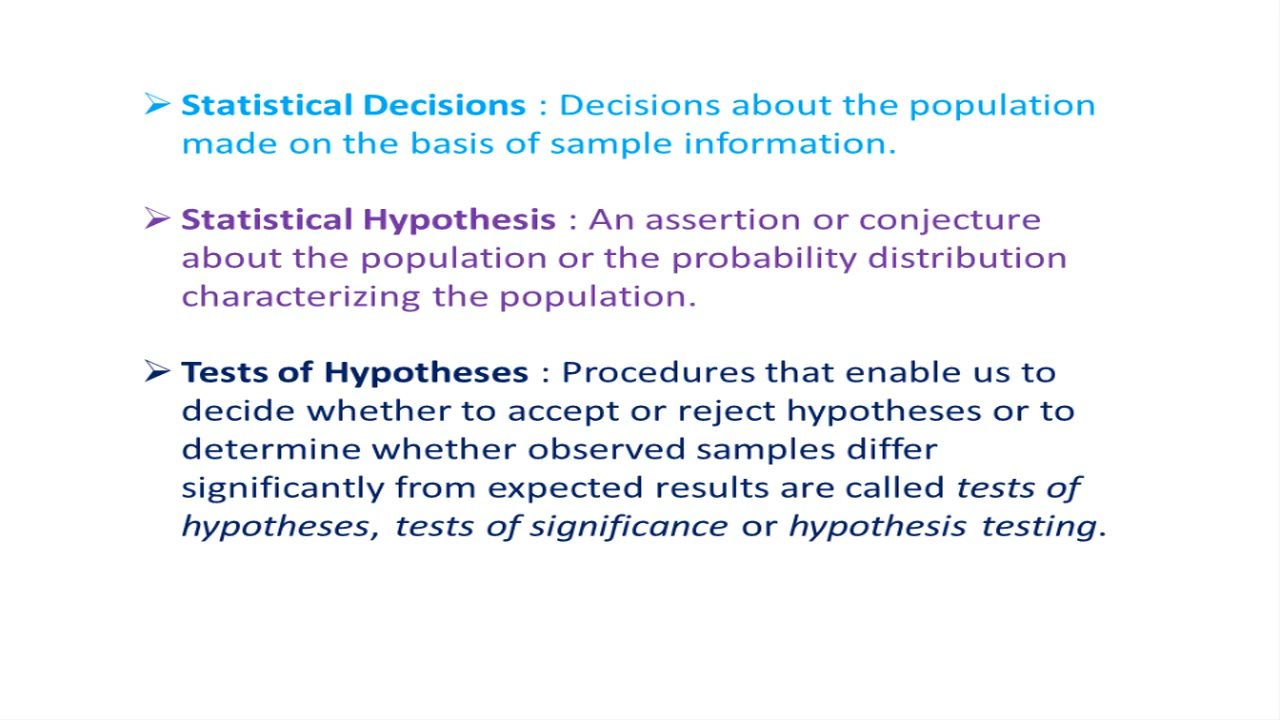 ➢ Statistical Decisions : Decisions about the population
made on the basis of sample information.
➢ Statistical Hypothesis : An assertion or conjecture
about the population or the probability distribution
characterizing the population.
➢ Tests of Hypotheses : Procedures that enable us to
decide whether to accept or reject hypotheses or to
determine whether observed samples differ
significantly from expected results are called tests of
hypotheses, tests of significance or hypothesis testing.